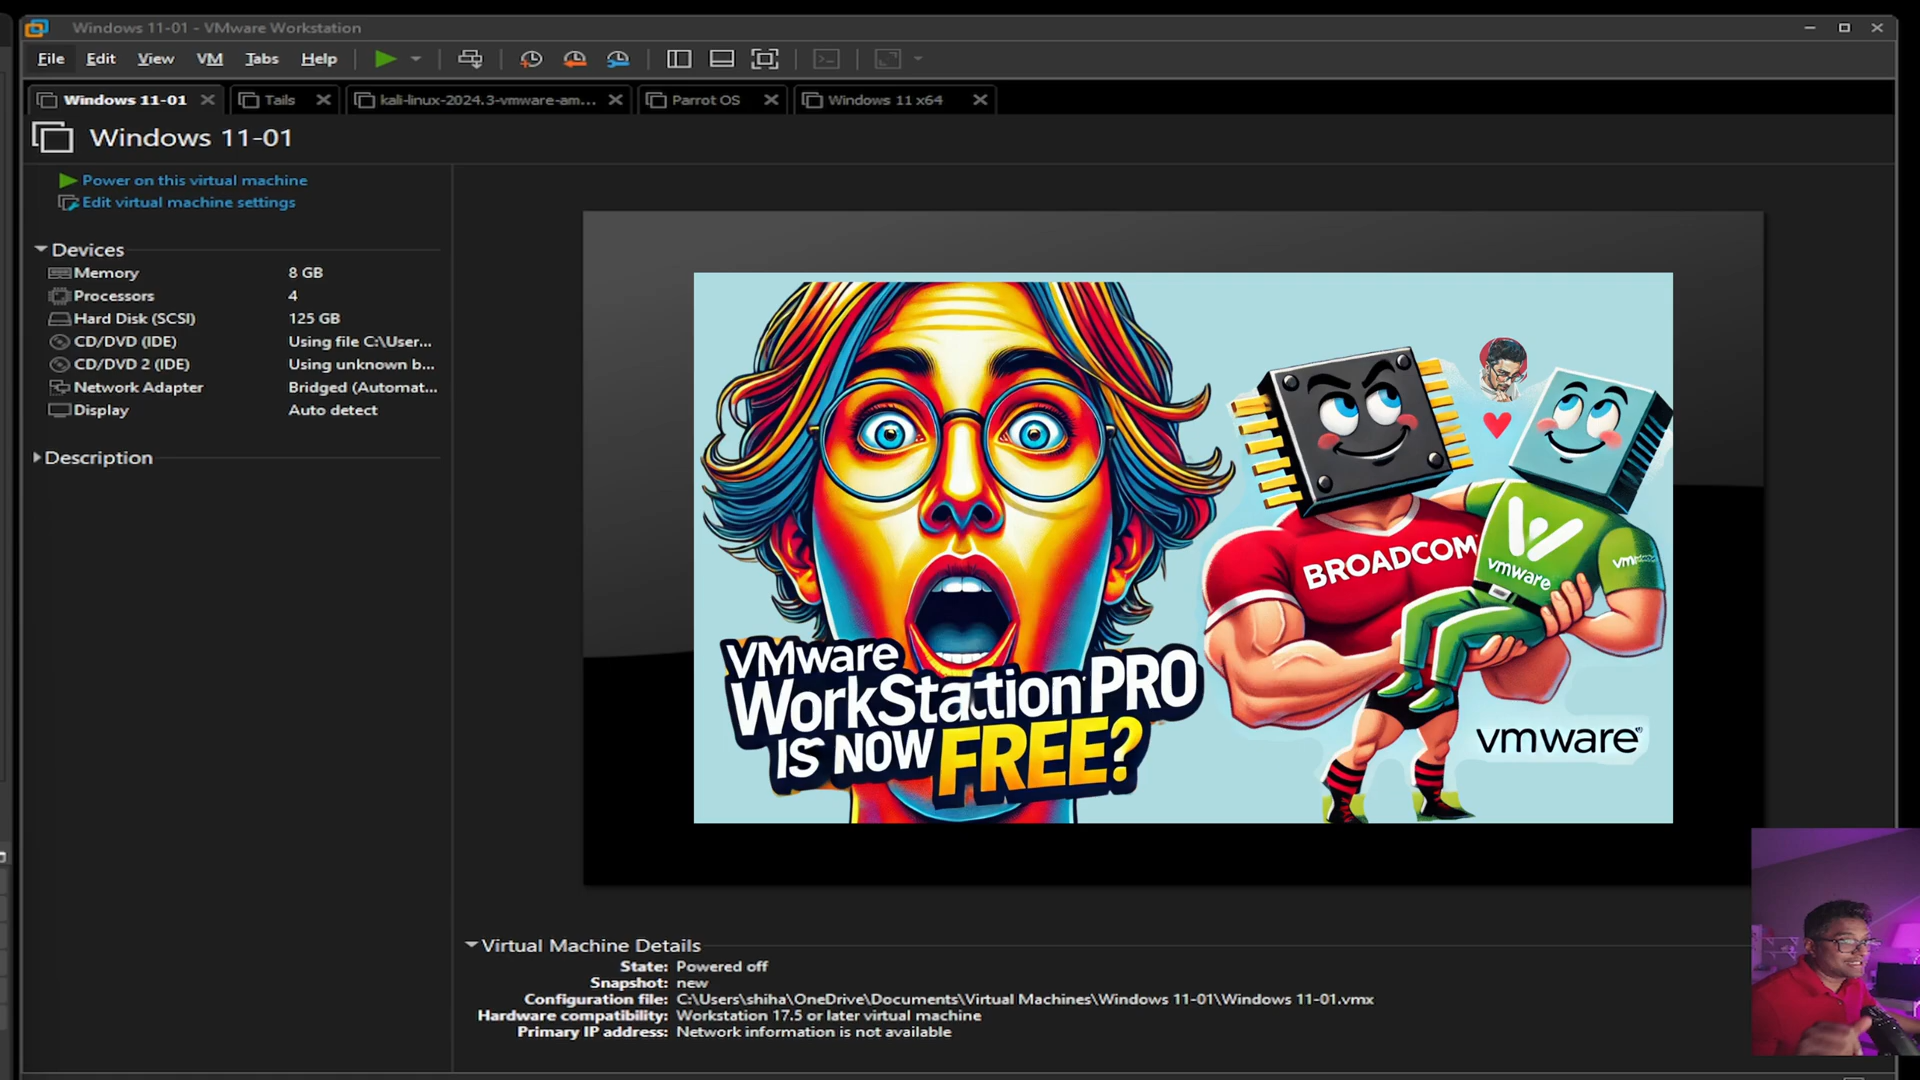 Windows 11-01 - VMware Workstation
File Edit View VM Tabs Help
Windows 11-01 Tails kali-linux-2024.3-vmware-am... Parrot OS Windows 11 x64
Windows 11-01
Power on this virtual machine
Edit virtual machine settings
Devices
Memory 8 GB
Processors 4
Hard Disk (SCSI) 125 GB
CD/DVD (IDE) Using file C:\User...
CD/DVD 2 (IDE) Using unknown b...
Network Adapter Bridged (Automat...
Display Auto detect
Description
VMware
WorkStation PRO
IS NOW FREE?
BROADCOM
vmware
vmware
Virtual Machine Details
State: Powered off
Snapshot: new
Configuration file: C:\Users\shiha\OneDrive\Documents\Virtual Machines\Windows 11-01\Windows 11-01.vmx
Hardware compatibility: Workstation 17.5 or later virtual machine
Primary IP address: Network information is not available